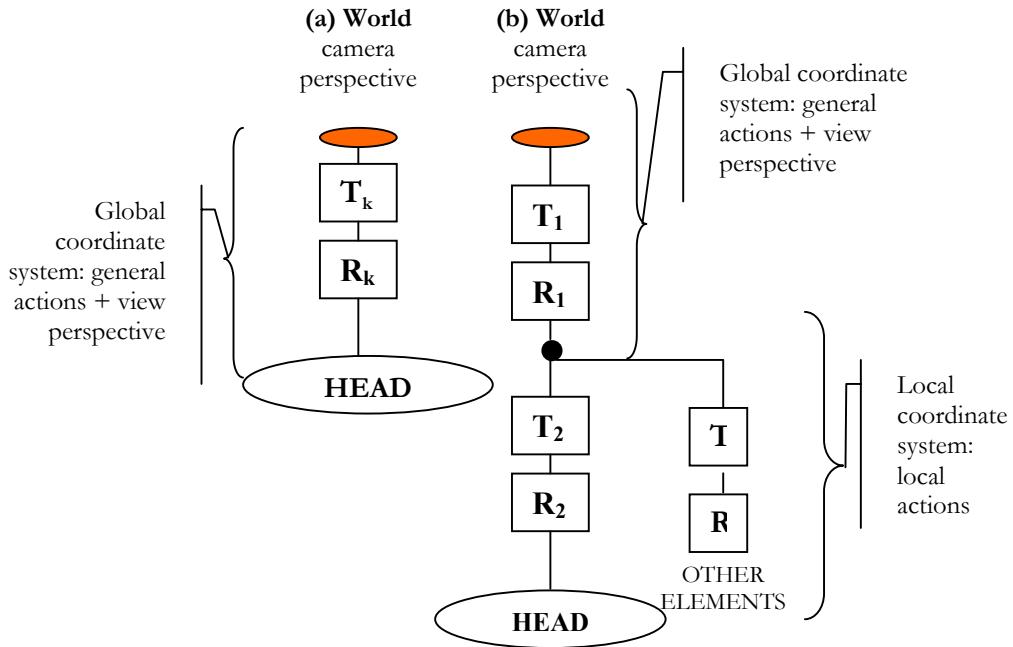 (a) World
camera
perspective
(b) World
camera
perspective
Global coordinate
system: general
actions + view
perspective
Global
coordinate
system: general
actions + view
perspective
Tk
Rk
HEAD
T1
R1
T2
R2
HEAD
T
R
OTHER
ELEMENTS
Local
coordinate
system:
local
actions